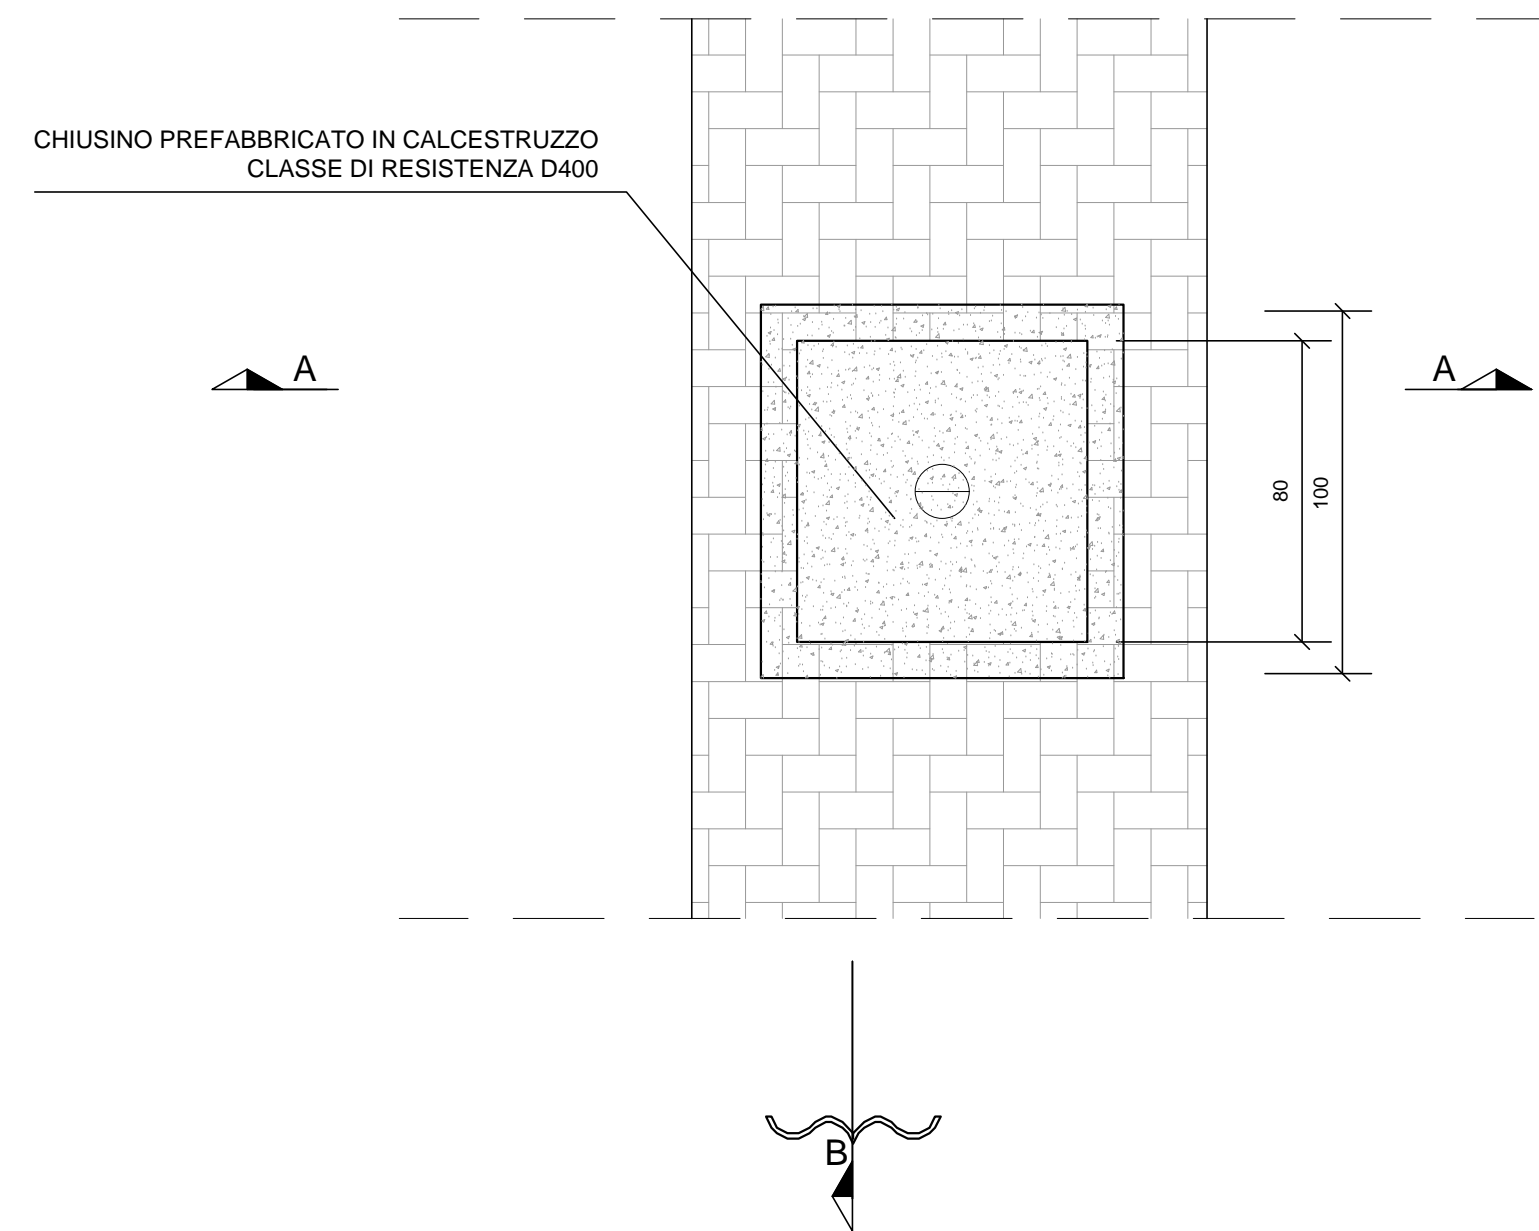 CHIUSINO PREFABBRICATO IN CALCESTRUZZO
CLASSE DI RESISTENZA D400
A
A
80
100
B